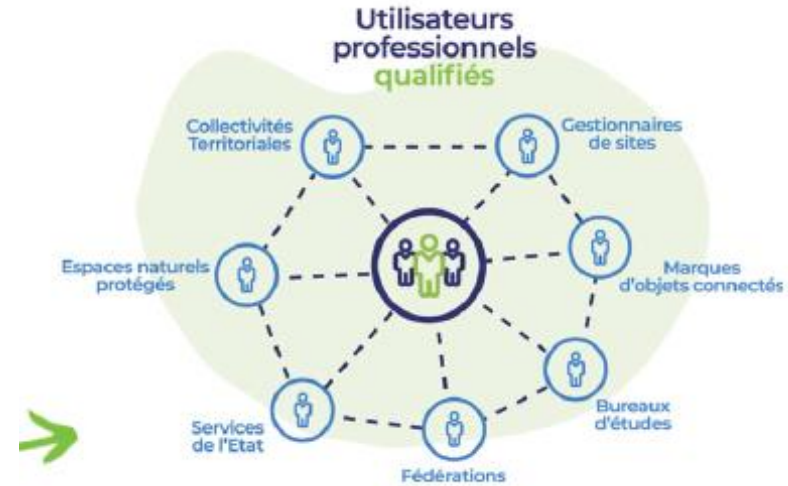 Utilisateurs
professionnels
qualifiés
Collectivités
Territoriales
Gestionnaires
de sites
Espaces naturels
protégés
Marques
d'objets connectés
Services
de l'Etat
Bureaux
d'études
Fédérations